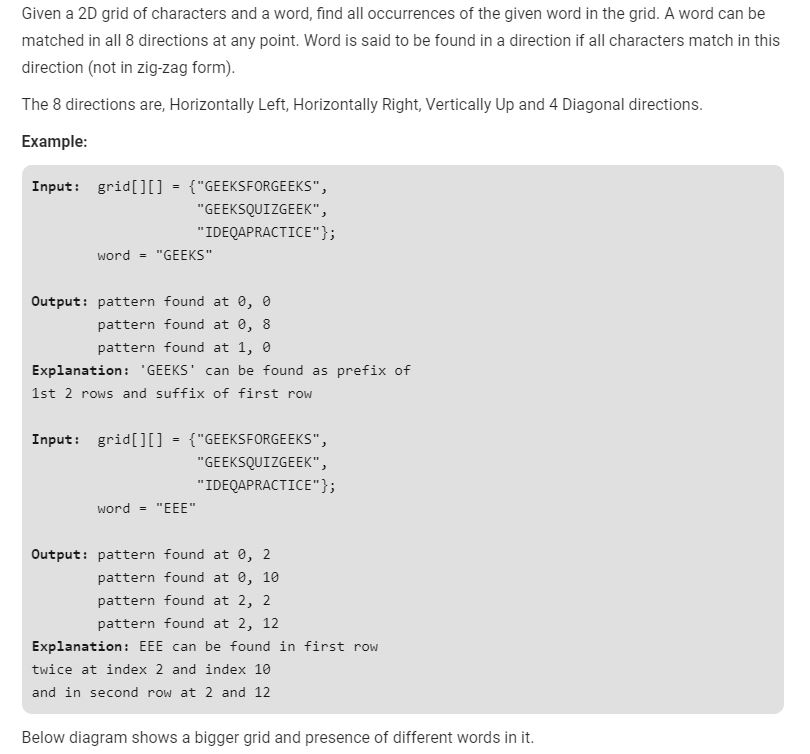 Given a 2D grid of characters and a word, find all occurrences of the given word in the grid. A word can be
matched in all 8 directions at any point. Word is said to be found in a direction if all characters match in this
direction (not in zig-zag form).
The 8 directions are, Horizontally Left, Horizontally Right, Vertically Up and 4 Diagonal directions.
Example:
Input:  grid[][] = {"GEEKSFORGEEKS",
"GEEKSQUIZGEEK",
"IDEQAPRACTICE"};
word = "GEEKS"
Output: pattern found at 0, 0
pattern found at 0, 8
pattern found at 1, 0
Explanation: 'GEEKS' can be found as prefix of
1st 2 rows and suffix of first row
Input:  grid[][] = {"GEEKSFORGEEKS",
"GEEKSQUIZGEEK",
"IDEQAPRACTICE"};
word = "EEE"
Output: pattern found at 0, 2
pattern found at 0, 10
pattern found at 2, 2
pattern found at 2, 12
Explanation: EEE can be found in first row
twice at index 2 and index 10
and in second row at 2 and 12
Below diagram shows a bigger grid and presence of different words in it.